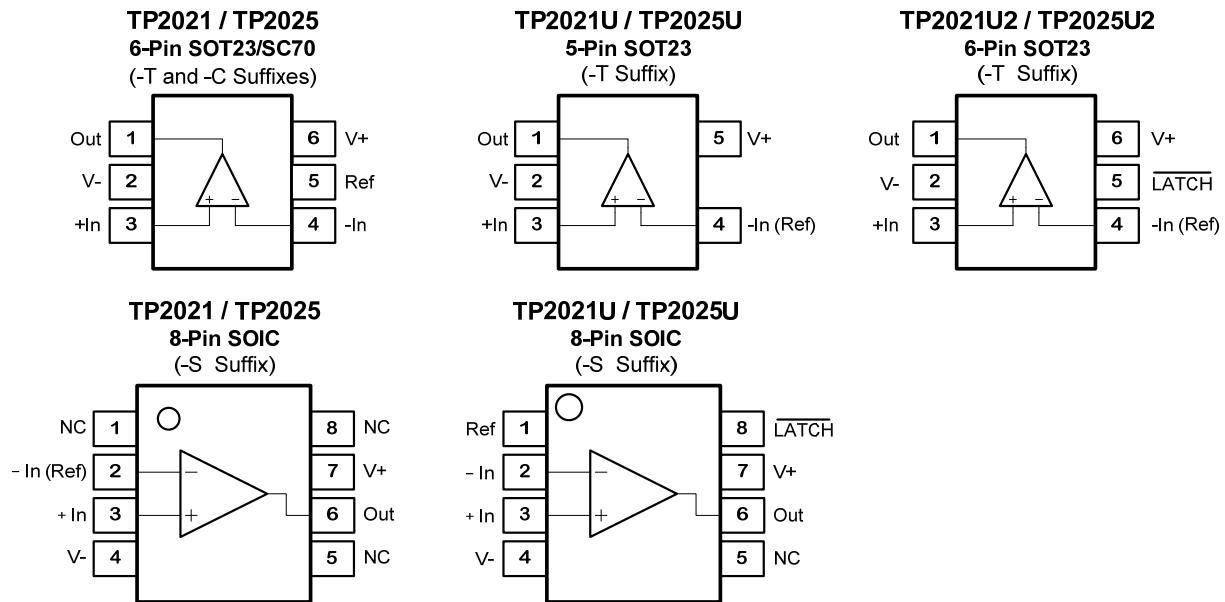 TP2021 / TP2025
6-Pin SOT23/SC70
(-T and -C Suffixes)
Out 1
6 V+
V- 2
5 Ref
+In 3
4 -In
+ −
TP2021U / TP2025U
5-Pin SOT23
(-T Suffix)
Out 1
5 V+
V- 2
+In 3
4 -In (Ref)
+ −
TP2021U2 / TP2025U2
6-Pin SOT23
(-T Suffix)
Out 1
6 V+
V- 2
5 LATCH
+In 3
4 -In (Ref)
+ −
TP2021 / TP2025
8-Pin SOIC
(-S Suffix)
NC 1
8 NC
- In (Ref) 2 −
7 V+
+ In 3 +
6 Out
V- 4
5 NC
TP2021U / TP2025U
8-Pin SOIC
(-S Suffix)
Ref 1
8 LATCH
- In 2 −
7 V+
+ In 3 +
6 Out
V- 4
5 NC